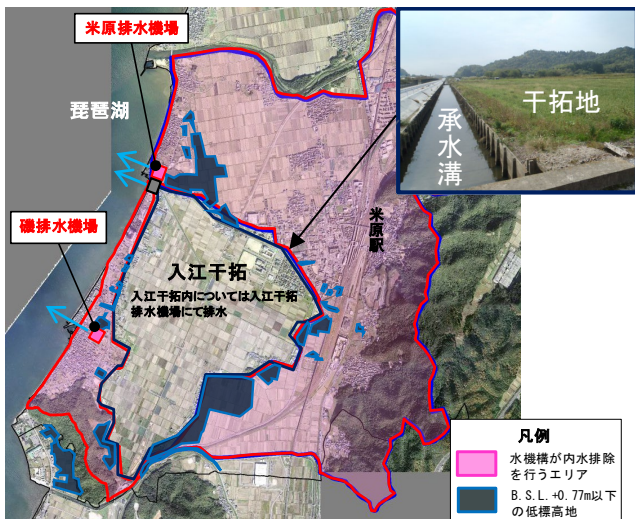 米原排水機場
琵琶湖
干拓地
承水溝
米原駅
磯排水機場
入江干拓
入江干拓内については入江干拓
排水機場にて排水
凡例
水機構が内水排除
を行うエリア
B.S.L.+0.77m以下
の低標高地